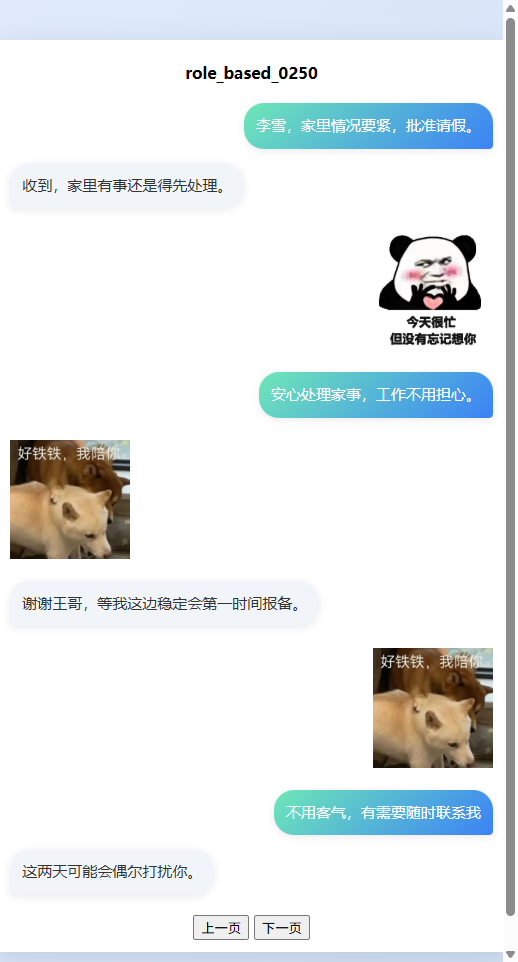 role_based_0250
李雪，家里情况要紧，批准请假。
收到，家里有事还是得先处理。
今天很忙
但没有忘记想你
安心处理家事，工作不用担心。
好铁铁，我陪你
谢谢王哥，等我这边稳定会第一时间报备。
好铁铁，我陪你
不用客气，有需要随时联系我
这两天可能会偶尔打扰你。
上一页 下一页